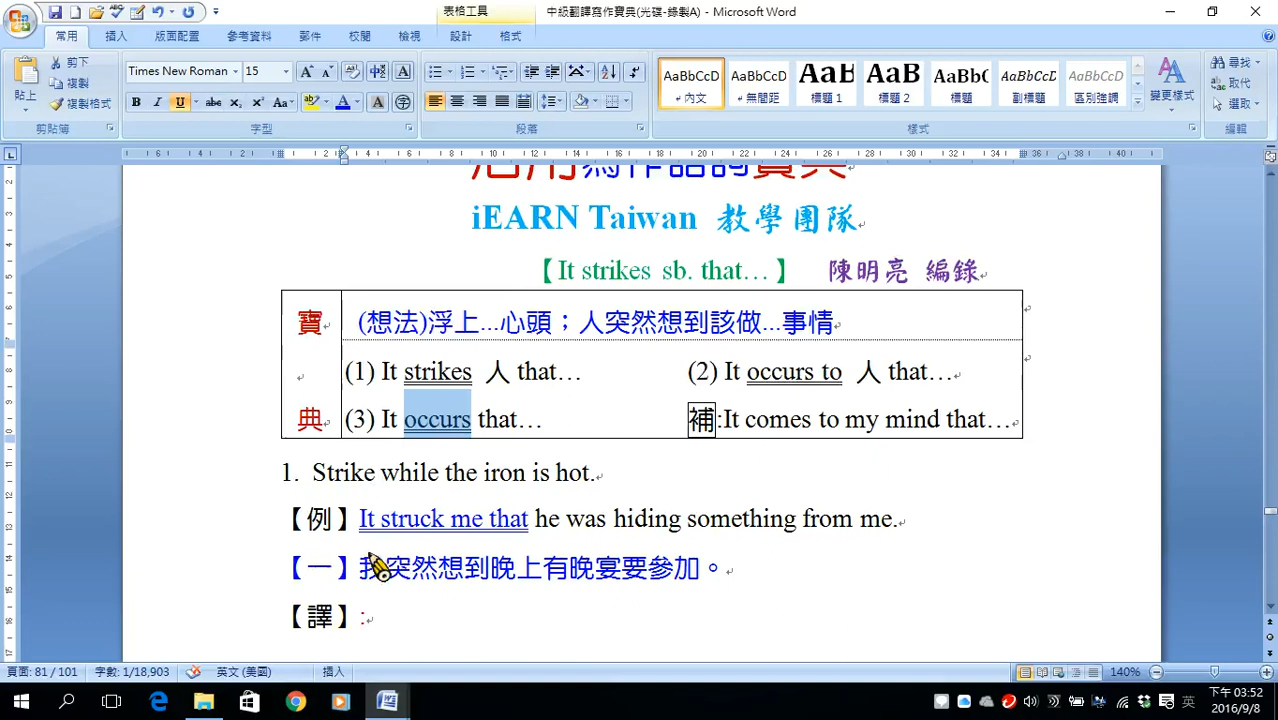 表格工具
中級翻譯寫作寶典(光碟-錄製A) - Microsoft Word
常用 插入 版面配置 參考資料 郵件 校閱 檢視 設計 格式
貼上 剪下 複製 複製格式
Times New Roman 15
AaBbCcD AaBbCcD AaBb AaB AaBbC AaBbCcD AaBbCcD
內文 無間距 標題 1 標題 2 標題 副標題 區別強調
變更樣式
尋找 取代 選取
剪貼簿 字型 段落 樣式 編輯
活用寫作語詞寶典
iEARN Taiwan 教學團隊
【It strikes sb. that…】 陳明亮 編錄
寶 (想法)浮上...心頭；人突然想到該做...事情
(1) It strikes 人 that… (2) It occurs to 人 that…
典 (3) It occurs that… 補:It comes to my mind that…
1. Strike while the iron is hot.
【例】It struck me that he was hiding something from me.
【一】我突然想到晚上有晚宴要參加。
【譯】:
頁面: 81 / 101 字數: 1/18,903 英文 (美國) 插入 140%
英 下午 03:52
2016/9/8